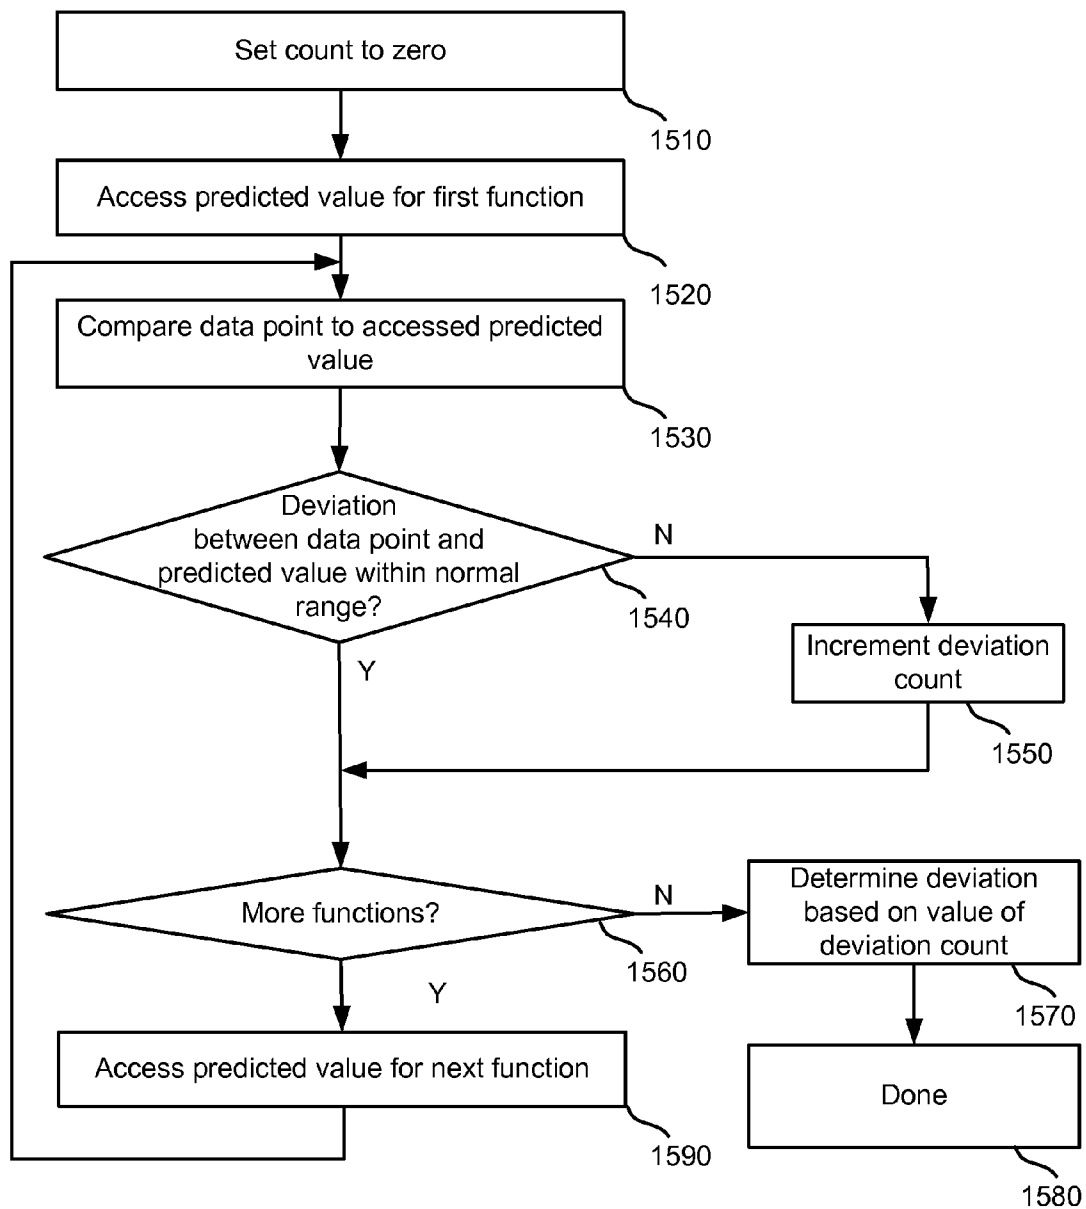 Set count to zero
1510
Access predicted value for first function
1520
Compare data point to accessed predicted
value
1530
Deviation
between data point and
predicted value within normal
range?
N
1540
Y
Increment deviation
count
1550
More functions?
N
1560
Y
Determine deviation
based on value of
deviation count
1570
Access predicted value for next function
1590
Done
1580